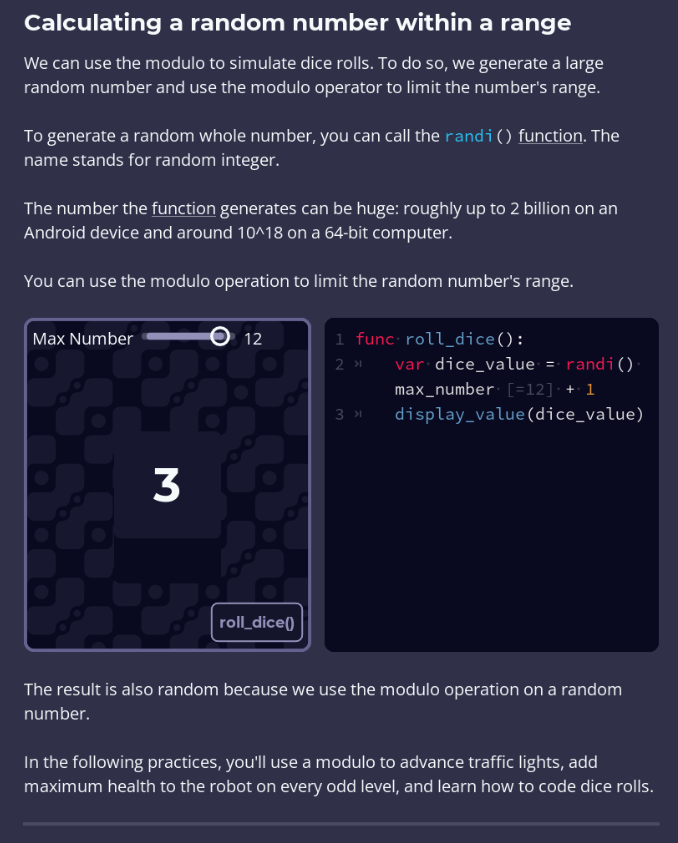 Calculating a random number within a range
We can use the modulo to simulate dice rolls. To do so, we generate a large
random number and use the modulo operator to limit the number's range.
To generate a random whole number, you can call the randi() function. The
name stands for random integer.
The number the function generates can be huge: roughly up to 2 billion on an
Android device and around 10^18 on a 64-bit computer.
You can use the modulo operation to limit the random number's range.
Max Number 12
3
roll_dice()
1 func roll_dice():
2 var dice_value = randi()
max_number [=12] + 1
3 display_value(dice_value)
The result is also random because we use the modulo operation on a random
number.
In the following practices, you'll use a modulo to advance traffic lights, add
maximum health to the robot on every odd level, and learn how to code dice rolls.